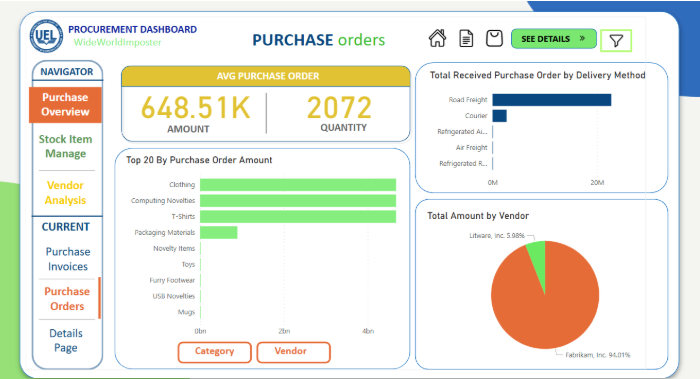 UEL
PROCUREMENT DASHBOARD
WideWorldImposter
PURCHASE orders
SEE DETAILS »
NAVIGATOR
Purchase
Overview
Stock Item
Manage
Vendor
Analysis
CURRENT
Purchase
Invoices
Purchase
Orders
Details
Page
AVG PURCHASE ORDER
648.51K
AMOUNT
2072
QUANTITY
Top 20 By Purchase Order Amount
Clothing
Computing Novelties
T-Shirts
Packaging Materials
Novelty Items
Toys
Furry Footwear
USB Novelties
Mugs
0bn 2bn 4bn
Category
Vendor
Total Received Purchase Order by Delivery Method
Road Freight
Courier
Refrigerated Ai...
Air Freight
Refrigerated R...
0M 20M
Total Amount by Vendor
Litware, Inc. 5.98%
Fabrikam, Inc. 94.01%